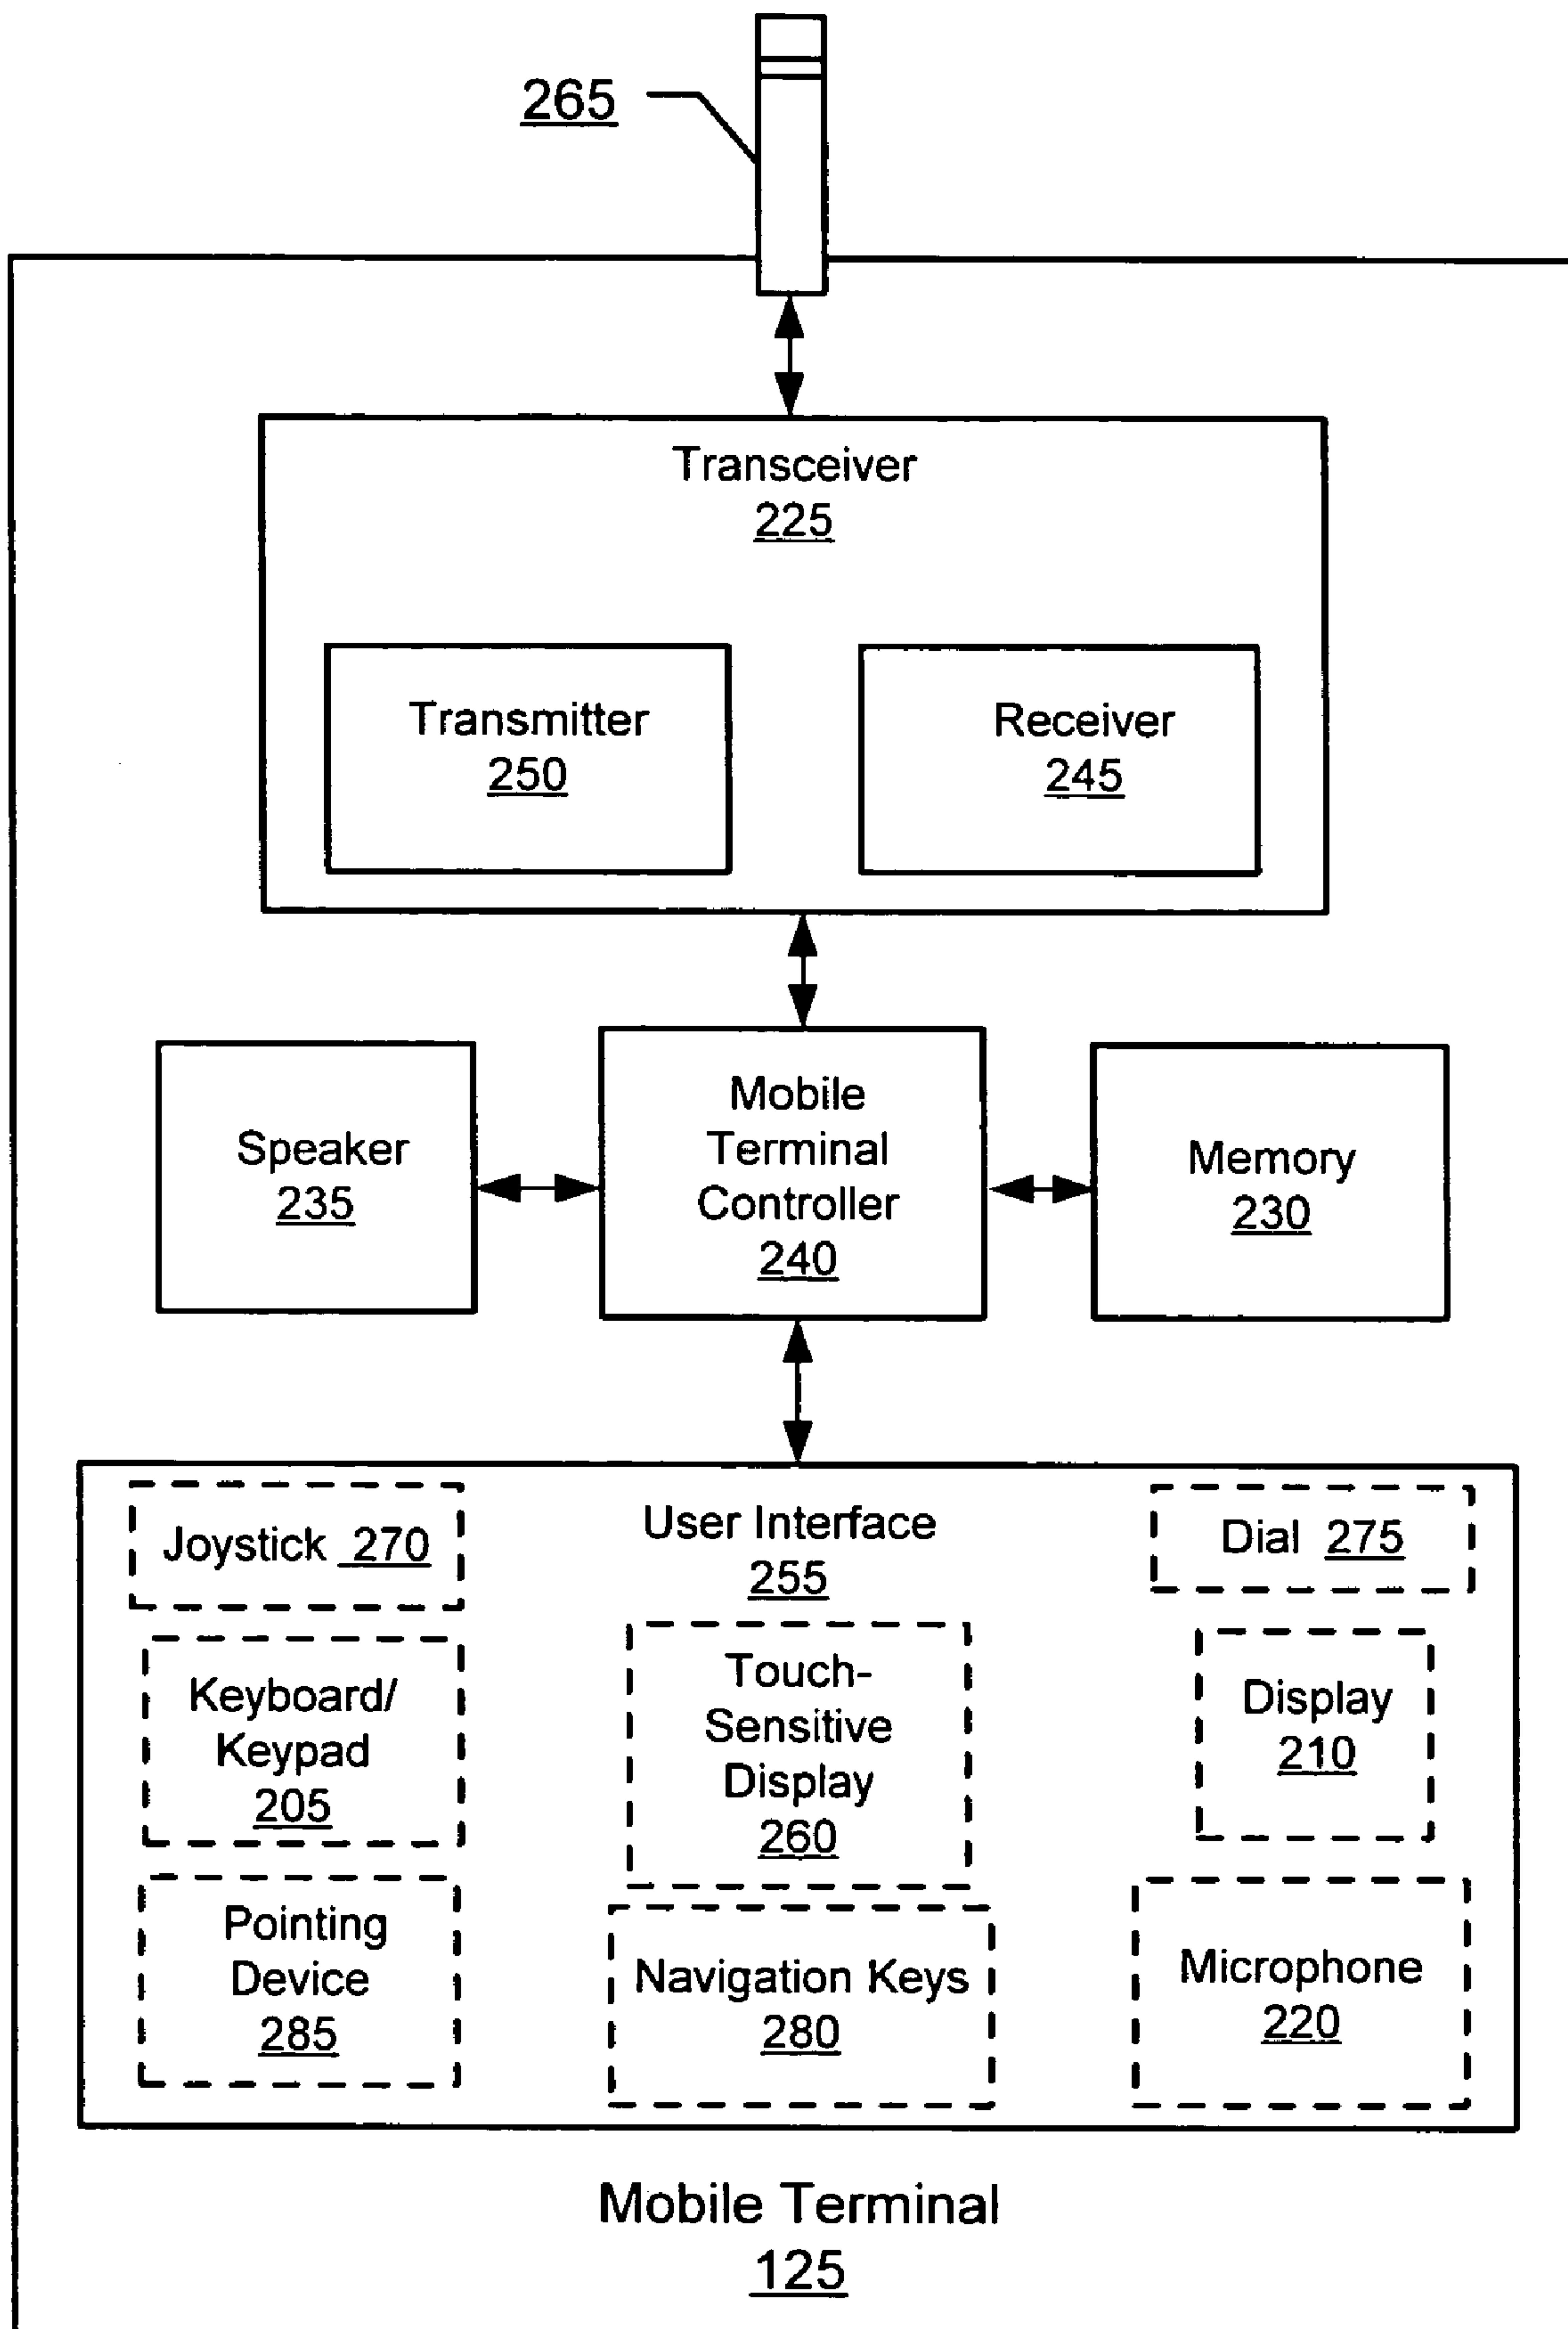 265
Transceiver
225
Transmitter
250
Receiver
245
Speaker
235
Mobile
Terminal
Controller
240
Memory
230
User Interface
255
Joystick 270
Dial 275
Keyboard/
Keypad
205
Touch-
Sensitive
Display
260
Display
210
Pointing
Device
285
Navigation Keys
280
Microphone
220
Mobile Terminal
125